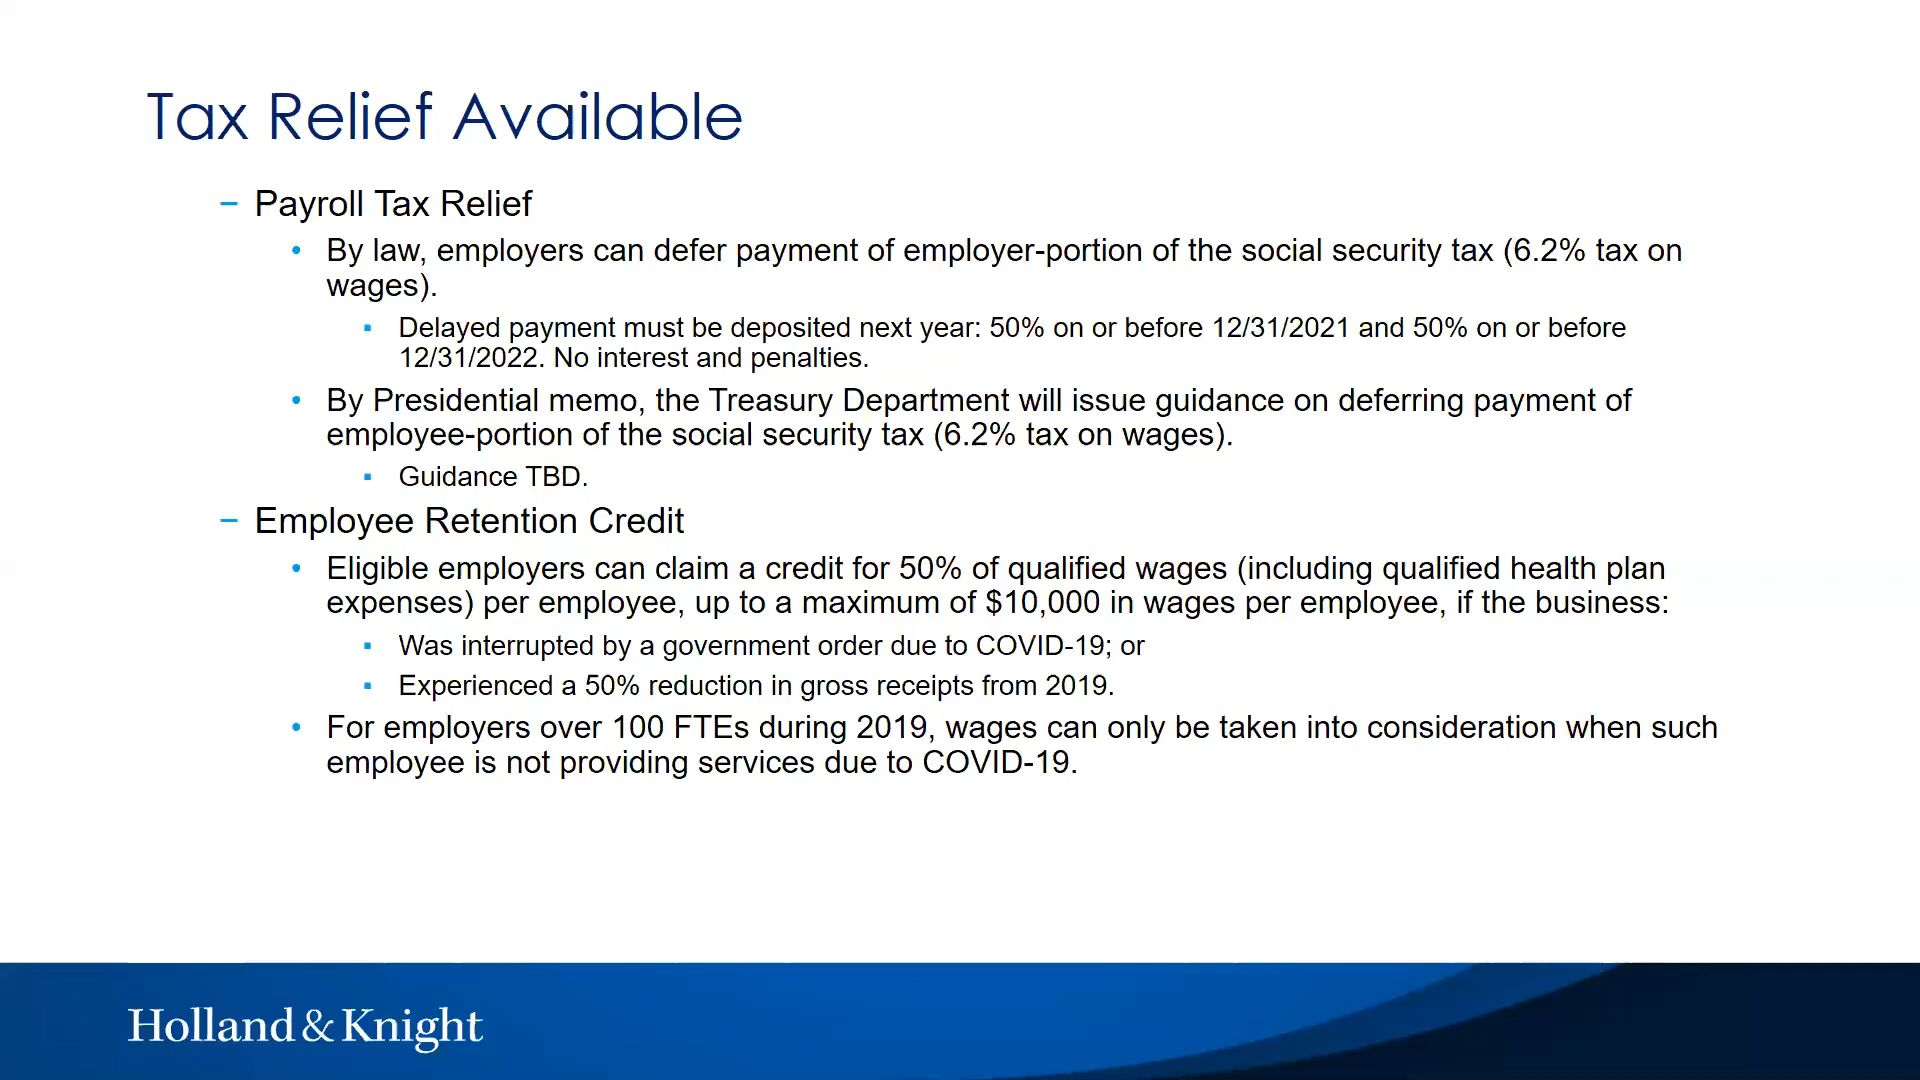 Tax Relief Available
− Payroll Tax Relief
• By law, employers can defer payment of employer-portion of the social security tax (6.2% tax on
wages).
▪ Delayed payment must be deposited next year: 50% on or before 12/31/2021 and 50% on or before
12/31/2022. No interest and penalties.
• By Presidential memo, the Treasury Department will issue guidance on deferring payment of
employee-portion of the social security tax (6.2% tax on wages).
▪ Guidance TBD.
− Employee Retention Credit
• Eligible employers can claim a credit for 50% of qualified wages (including qualified health plan
expenses) per employee, up to a maximum of $10,000 in wages per employee, if the business:
▪ Was interrupted by a government order due to COVID-19; or
▪ Experienced a 50% reduction in gross receipts from 2019.
• For employers over 100 FTEs during 2019, wages can only be taken into consideration when such
employee is not providing services due to COVID-19.
Holland & Knight